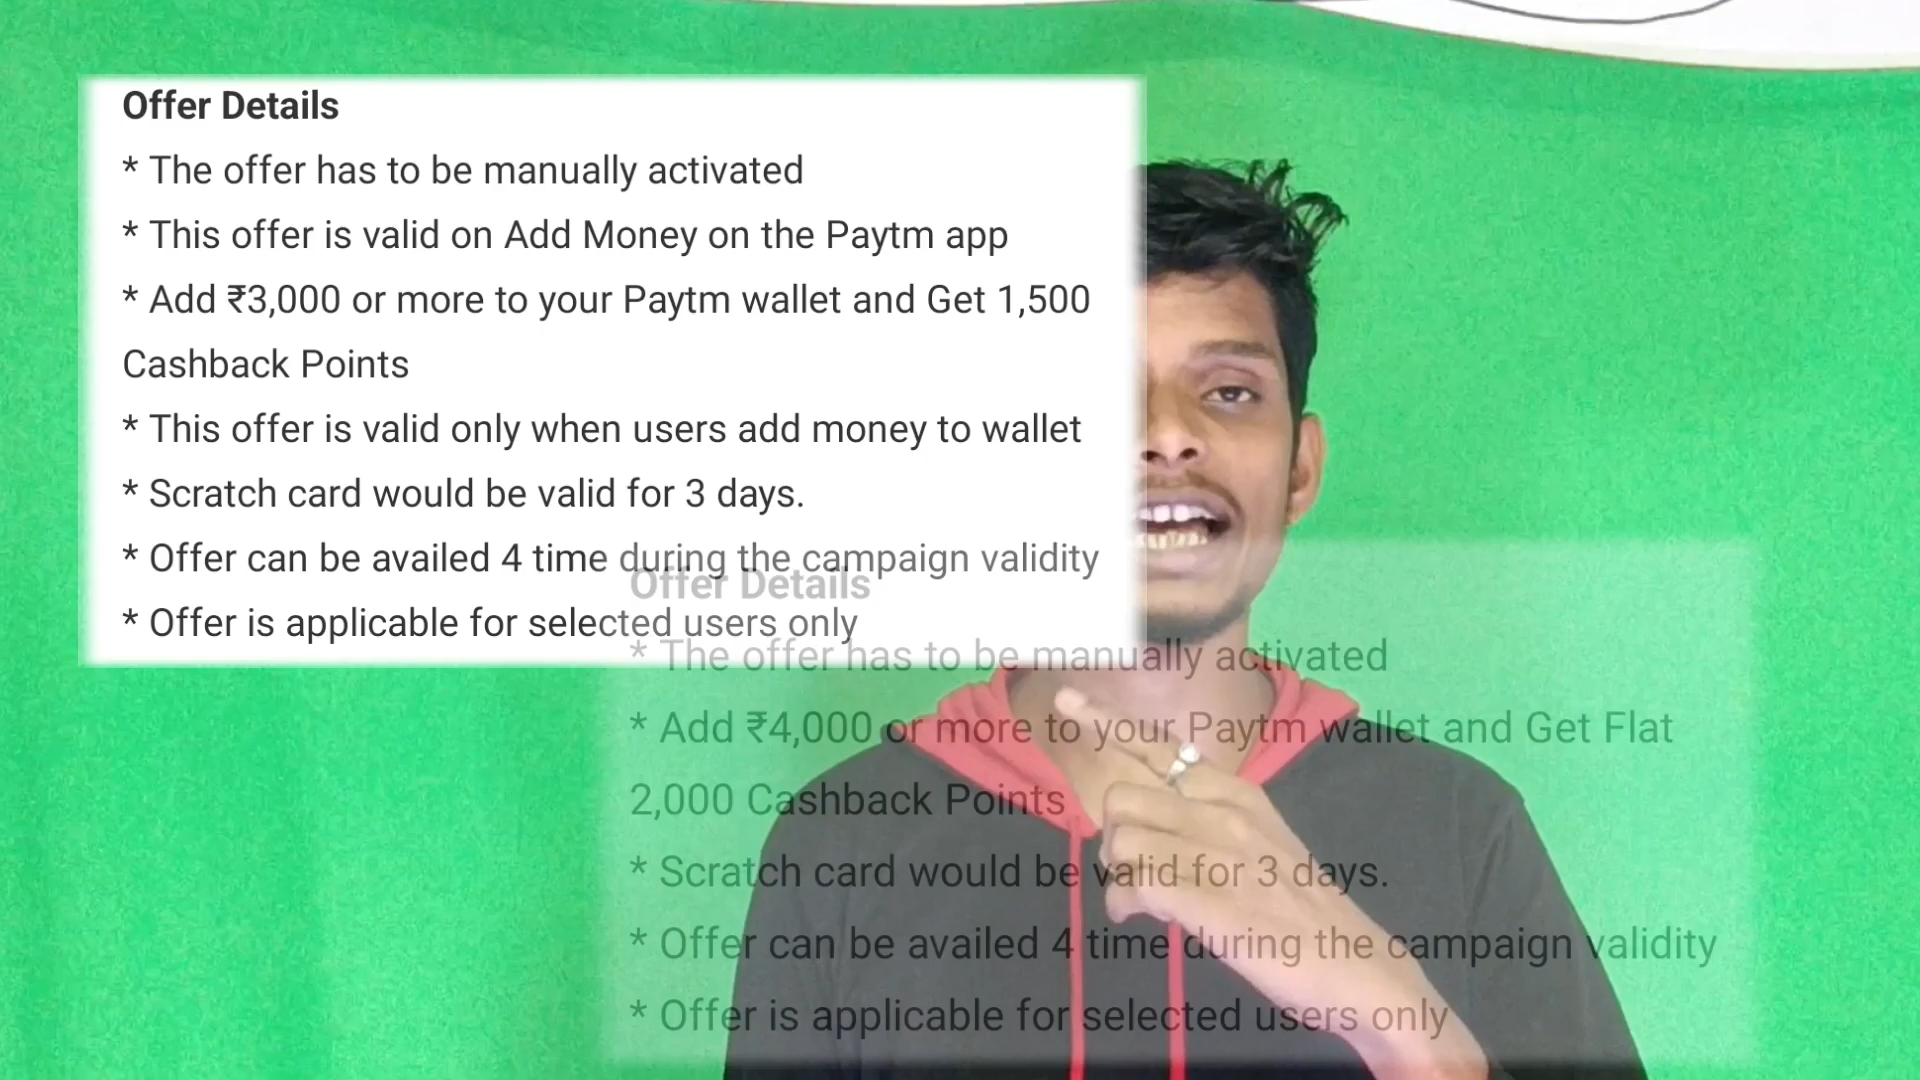 Offer Details
* The offer has to be manually activated
* This offer is valid on Add Money on the Paytm app
* Add ₹3,000 or more to your Paytm wallet and Get 1,500
Cashback Points
* This offer is valid only when users add money to wallet
* Scratch card would be valid for 3 days.
* Offer can be availed 4 time during the campaign validity
* Offer is applicable for selected users only
Offer Details
* The offer has to be manually activated
* Add ₹4,000 or more to your Paytm wallet and Get Flat
2,000 Cashback Points
* Scratch card would be valid for 3 days.
* Offer can be availed 4 time during the campaign validity
* Offer is applicable for selected users only